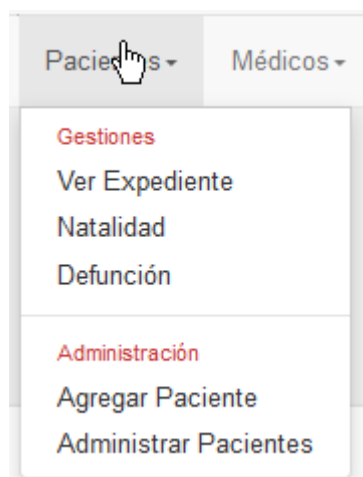 Pacientes Médicos
Gestiones
Ver Expediente
Natalidad
Defunción
Administración
Agregar Paciente
Administrar Pacientes